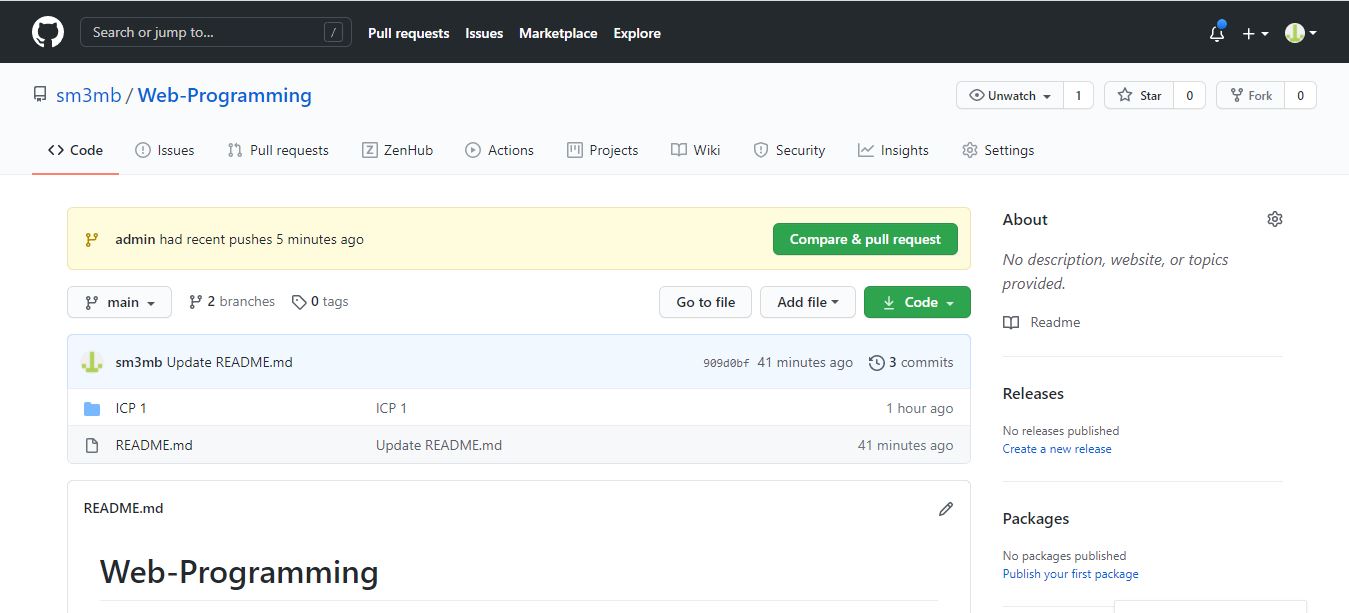 Search or jump to... / Pull requests Issues Marketplace Explore
sm3mb / Web-Programming Unwatch 1 Star 0 Fork 0
Code Issues Pull requests ZenHub Actions Projects Wiki Security Insights Settings
admin had recent pushes 5 minutes ago Compare & pull request
main 2 branches 0 tags Go to file Add file Code
sm3mb Update README.md 909d0bf 41 minutes ago 3 commits
ICP 1 ICP 1 1 hour ago
README.md Update README.md 41 minutes ago
README.md
Web-Programming
About
No description, website, or topics
provided.
Readme
Releases
No releases published
Create a new release
Packages
No packages published
Publish your first package